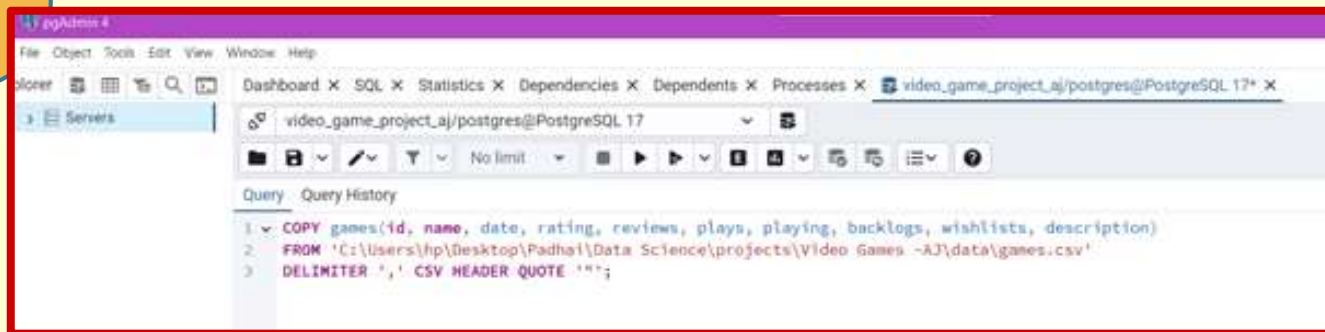 pgAdmin 4
File Object Tools Edit View Window Help
plorer Dashboard X SQL X Statistics X Dependencies X Dependents X Processes X video_game_project_aj/postgres@PostgreSQL 17* X
Servers video_game_project_aj/postgres@PostgreSQL 17
No limit
Query Query History
1 COPY games(id, name, date, rating, reviews, plays, playing, backlogs, wishlists, description)
2 FROM 'C:\Users\hp\Desktop\Padhai\Data Science\projects\Video Games -AJ\data\games.csv'
3 DELIMITER ',' CSV HEADER QUOTE '"';